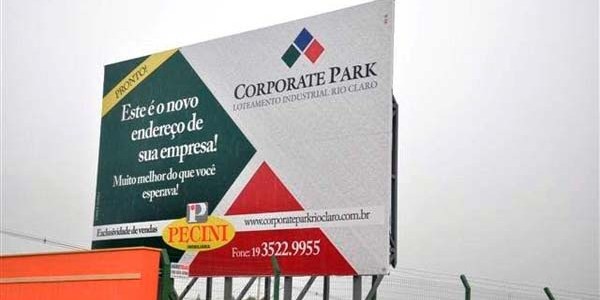 PRONTO!
Este é o novo
endereço de
sua empresa!
Muito melhor do que você
esperava!
CORPORATE PARK
LOTEAMENTO INDUSTRIAL RIO CLARO
Exclusividade de vendas
PECINI
IMOBILIÁRIA
www.corporateparkrioclaro.com.br
Fone: 19 3522.9955